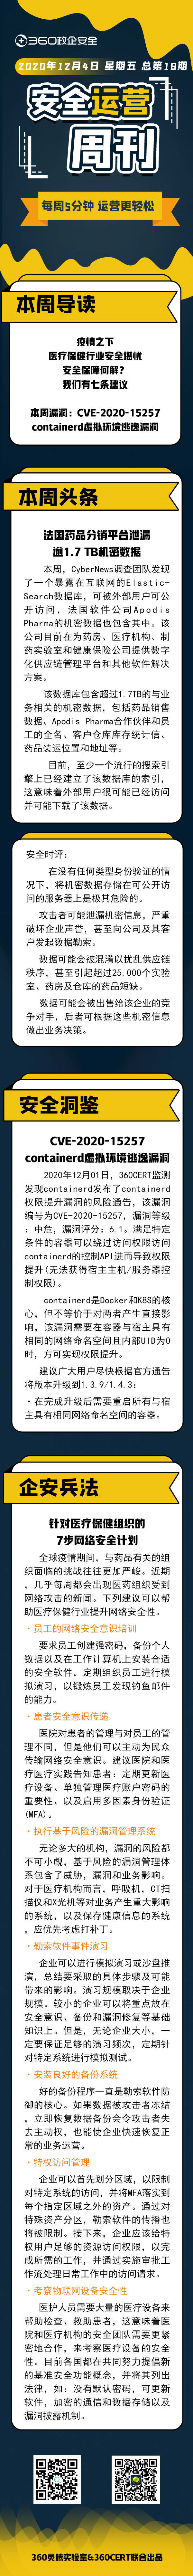 360政企安全
2020年12月4日 星期五 总第18期
安全运营
周刊
每周5分钟 运营更轻松
本周导读
疫情之下
医疗保健行业安全堪忧
安全保障何解?
我们有七条建议
本周漏洞: CVE-2020-15257
containerd虚拟环境逃逸漏洞
本周头条
法国药品分销平台泄漏
逾1.7 TB机密数据
本周, CyberNews调查团队发现
了一个暴露在互联网的Elastic-
Search数据库, 可被外部用户可公
开访问, 法国软件公司Apodis
Pharma的机密数据也包含其中。该
公司目前在为药房、医疗机构、制
药实验室和健康保险公司提供数字
化供应链管理平台和其他软件解决
方案。
该数据库包含超过1.7TB的与业
务相关的机密数据, 包括药品销售
数据、Apodis Pharma合作伙伴和员
工的全名、客户仓库库存统计信、
药品装运位置和地址等。
目前, 至少一个流行的搜索引
擎上已经建立了该数据库的索引,
这意味着外部用户很可能已经访问
并可能下载了该数据。
安全时评:
在没有任何类型身份验证的情
况下, 将机密数据存储在可公开访
问的服务器上是极其危险的。
攻击者可能泄漏机密信息, 严重
破坏企业声誉, 甚至向公司及其客
户发起数据勒索。
数据可能会被混淆以扰乱供应链
秩序, 甚至引起超过25,000个实验
室、药房及仓库的药品短缺。
数据可能会被出售给该企业的竞
争对手, 后者可根据这些机密信息
做出业务决策。
安全洞鉴
CVE-2020-15257
containerd虚拟环境逃逸漏洞
2020年12月01日, 360CERT监测
发现containerd发布了containerd
权限提升漏洞的风险通告, 该漏洞
编号为CVE-2020-15257, 漏洞等级
: 中危, 漏洞评分: 6.1。满足特定
条件的容器可以绕过访问权限访问
containerd的控制API进而导致权限
提升(无法获得宿主主机/服务器控
制权限)。
containerd是Docker和K8S的核
心, 但不等价于对两者产生直接影
响, 该漏洞需要在容器与宿主具有
相同的网络命名空间且内部UID为0
时, 方可实现权限提升。
建议广大用户尽快根据官方通告
将版本升级到1.3.9/1.4.3:
·在完成升级后需要重启所有与宿
主具有相同网络命名空间的容器。
企安兵法
针对医疗保健组织的
7步网络安全计划
全球疫情期间, 与药品有关的组
织面临的挑战往往更加严峻。近期
, 几乎每周都会出现医药组织受到
网络攻击的新闻。下列建议可以帮
助医疗保健行业提升网络安全性。
·员工的网络安全意识培训
要求员工创建强密码, 备份个人
数据以及在工作计算机上安装合适
的安全软件。定期组织员工进行模
拟演习, 以锻炼员工发现钓鱼邮件
的能力。
·患者安全意识传递
医院对患者的管理与对员工的管
理不同, 但是他们可以主动为民众
传输网络安全意识。建议医院和医
疗医疗实践告知患者: 定期更新医
疗设备、单独管理医疗账户密码的
重要性、以及启用多因素身份验证
(MFA)。
·执行基于风险的漏洞管理系统
无论多大的机构, 漏洞的风险都
不可小觑, 基于风险的漏洞管理体
系包含了威胁, 漏洞和业务影响。
对于医疗机构而言, 呼吸机, CT扫
描仪和X光机等对业务产生重大影响
的系统, 以及保存健康信息的系统
, 应优先考虑打补丁。
·勒索软件事件演习
企业可以进行模拟演习或沙盘推
演, 总结要采取的具体步骤及可能
带来的影响。演习规模取决于企业
规模。较小的企业可以将重点放在
安全意识、备份和漏洞修复等基础
知识上。但是, 无论企业大小, 一
定要保证足够的演习频次, 定期针
对特定系统进行模拟测试。
·安装良好的备份系统
好的备份程序一直是勒索软件防
御的核心。如果数据被攻击者冻结
, 立即恢复数据备份会令攻击者失
去主动权, 也能使企业快速恢复正
常的业务运营。
·特权访问管理
企业可以首先划分区域, 以限制
对特定系统的访问, 并将MFA落实到
每个指定区域之外的资产。通过对
特殊资产分区, 勒索软件的传播也
将被限制。接下来, 企业应该给特
权用户足够的资源访问权限, 以完
成所需的工作, 并通过实施审批工
作流处理日常工作中的访问请求。
·考察物联网设备安全性
医护人员需要大量的医疗设备来
帮助检查、救助患者, 这意味着医
院和医疗机构的安全团队需要更紧
密地合作, 来考察医疗设备的安全
性。目前各国都在共同努力提倡新
的基准安全功能概念, 并将其列出
法律, 如: 没有默认密码, 可更新
软件, 加密的通信和数据存储以及
漏洞披露机制。
360灵腾实验室&360CERT联合出品